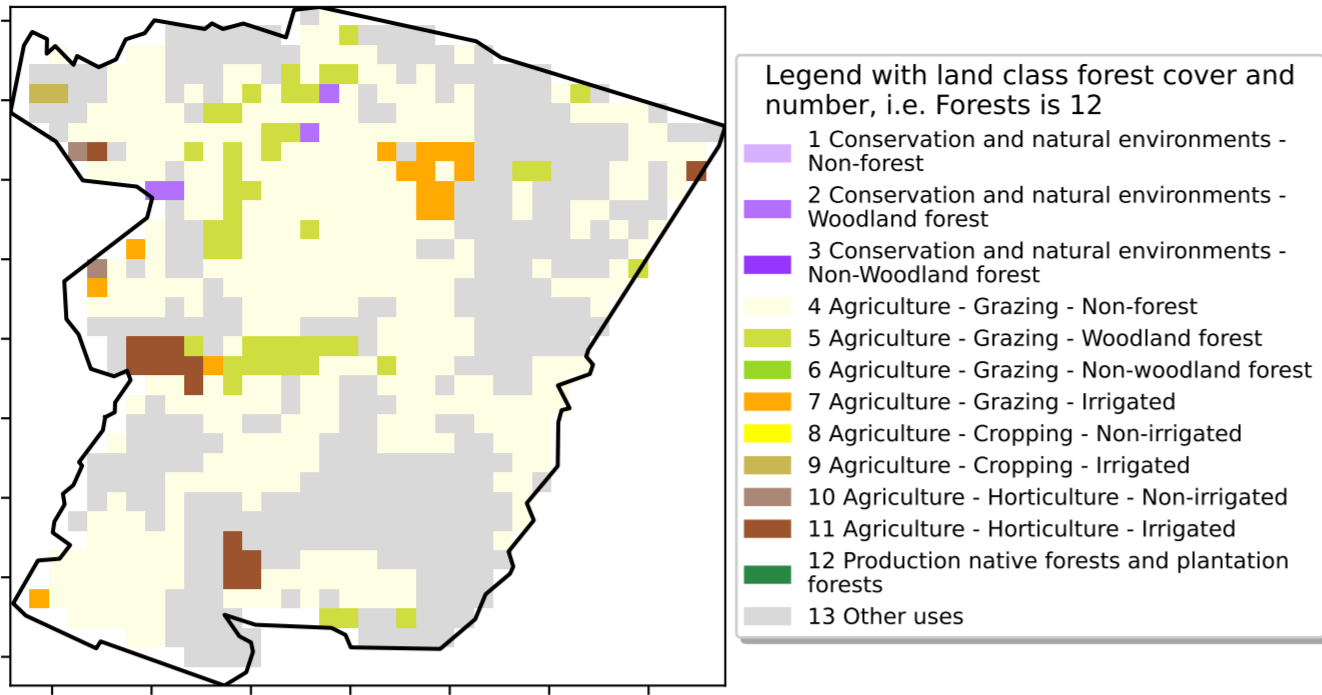 Legend with land class forest cover and
number, i.e. Forests is 12
1 Conservation and natural environments -
Non-forest
2 Conservation and natural environments -
Woodland forest
3 Conservation and natural environments -
Non-Woodland forest
4 Agriculture - Grazing - Non-forest
5 Agriculture - Grazing - Woodland forest
6 Agriculture - Grazing - Non-woodland forest
7 Agriculture - Grazing - Irrigated
8 Agriculture - Cropping - Non-irrigated
9 Agriculture - Cropping - Irrigated
10 Agriculture - Horticulture - Non-irrigated
11 Agriculture - Horticulture - Irrigated
12 Production native forests and plantation
forests
13 Other uses